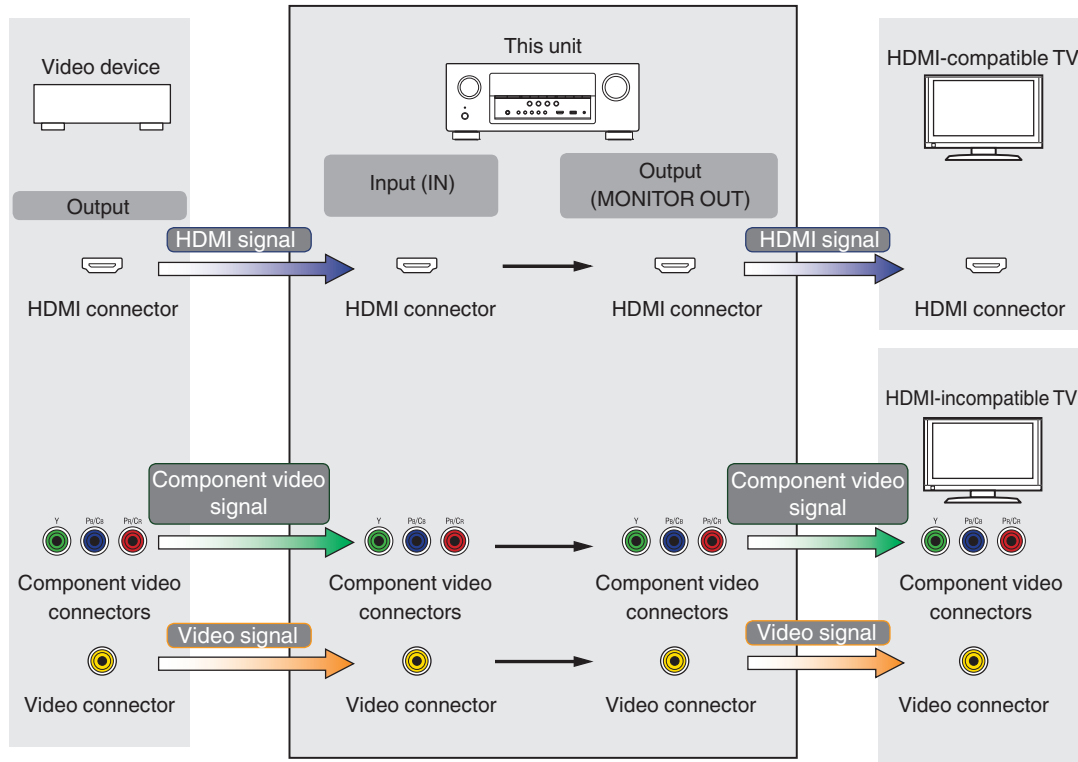 This unit
Video device
HDMI-compatible TV
Input (IN)
Output
(MONITOR OUT)
Output
HDMI signal
HDMI signal
HDMI connector
HDMI connector
HDMI connector
HDMI connector
HDMI-incompatible TV
Component video
signal
Component video
signal
Y PB/CB PR/CR
Y PB/CB PR/CR
Y PB/CB PR/CR
Y PB/CB PR/CR
Component video
connectors
Component video
connectors
Component video
connectors
Component video
connectors
Video signal
Video signal
Video connector
Video connector
Video connector
Video connector